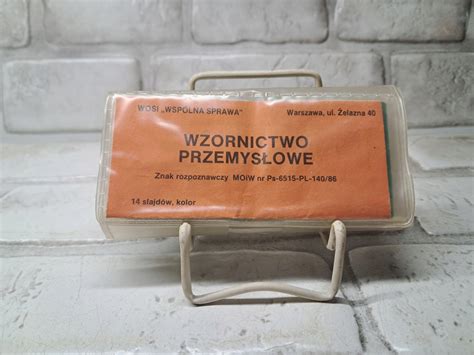 WOSI „WSPÓLNA SPRAWA” Warszawa, ul. Żelazna 40
WZORNICTWO
PRZEMYSŁOWE
Znak rozpoznawczy MOiW nr Ps-6515-PL-140/86
14 slajdów, kolor